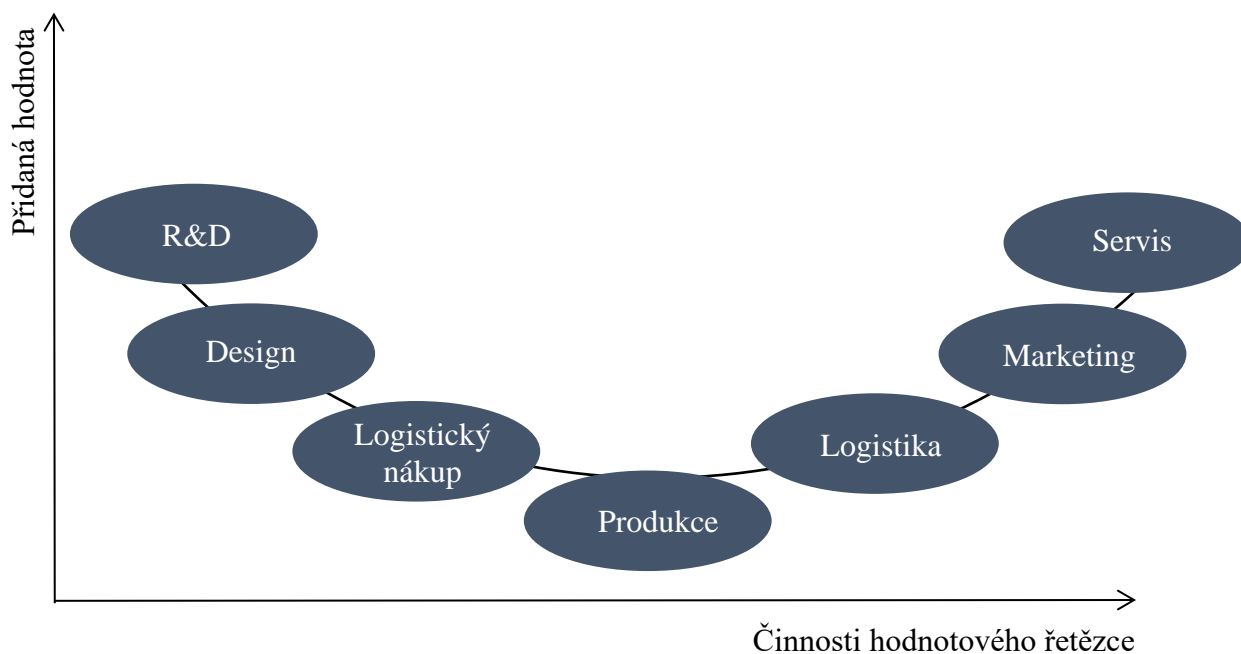 Přidaná hodnota
R&D
Servis
Design
Marketing
Logistický
nákup
Logistika
Produkce
Činnosti hodnotového řetězce